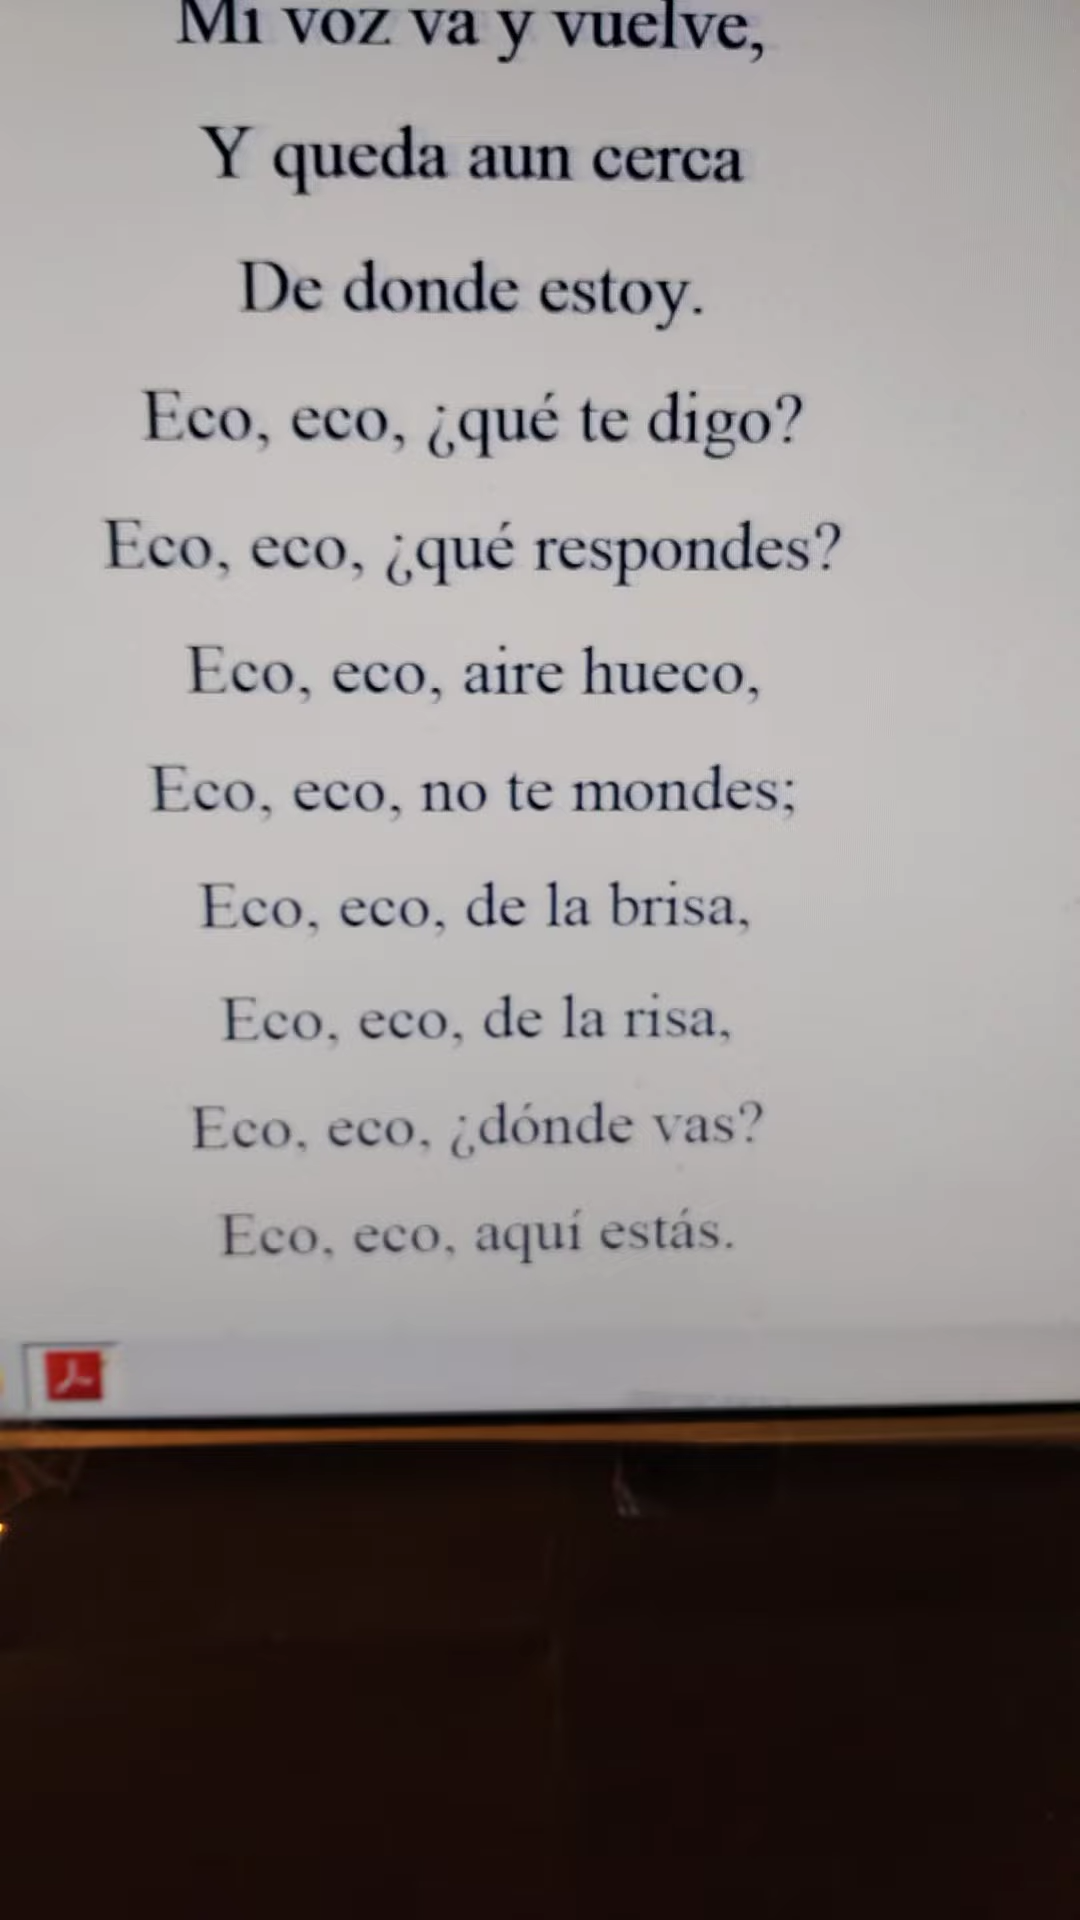 Mi voz va y vuelve,
Y queda aun cerca
De donde estoy.
Eco, eco, ¿qué te digo?
Eco, eco, ¿qué respondes?
Eco, eco, aire hueco,
Eco, eco, no te mondes;
Eco, eco, de la brisa,
Eco, eco, de la risa,
Eco, eco, ¿dónde vas?
Eco, eco, aquí estás.